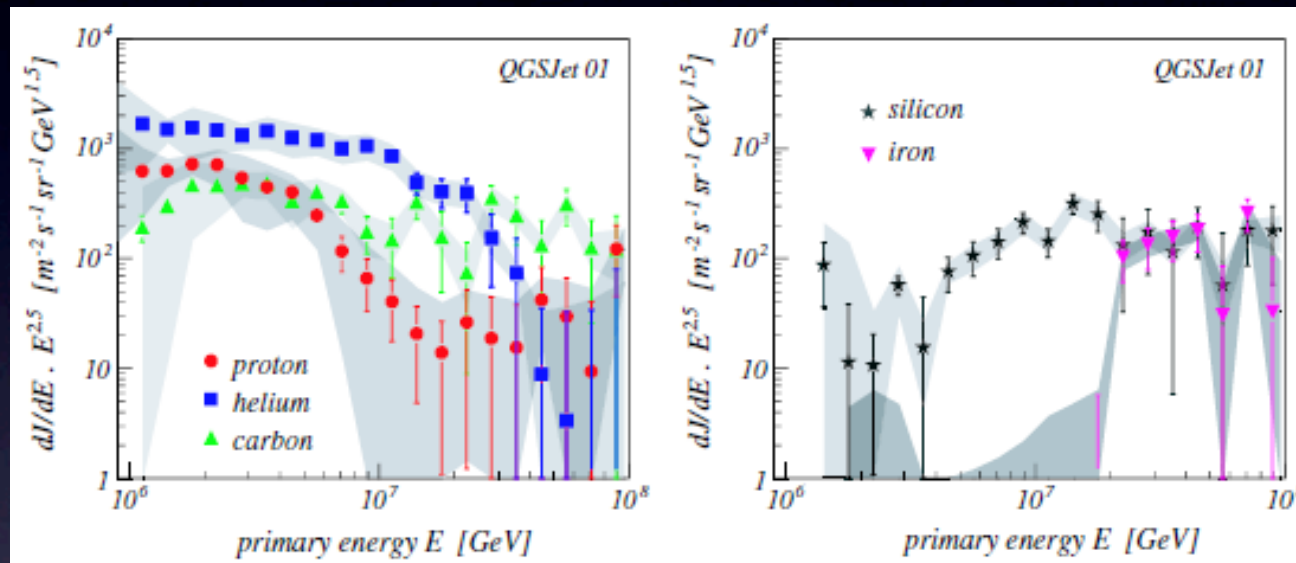 dJ/dE . E^2.5 [m^-2 s^-1 sr^-1 GeV^1.5]
10^4
10^3
10^2
10
1
QGSJet 01
proton
helium
carbon
10^6
10^7
10^8
primary energy E [GeV]
dJ/dE . E^2.5 [m^-2 s^-1 sr^-1 GeV^1.5]
10^4
10^3
10^2
10
1
QGSJet 01
silicon
iron
10^6
10^7
primary energy E [GeV]